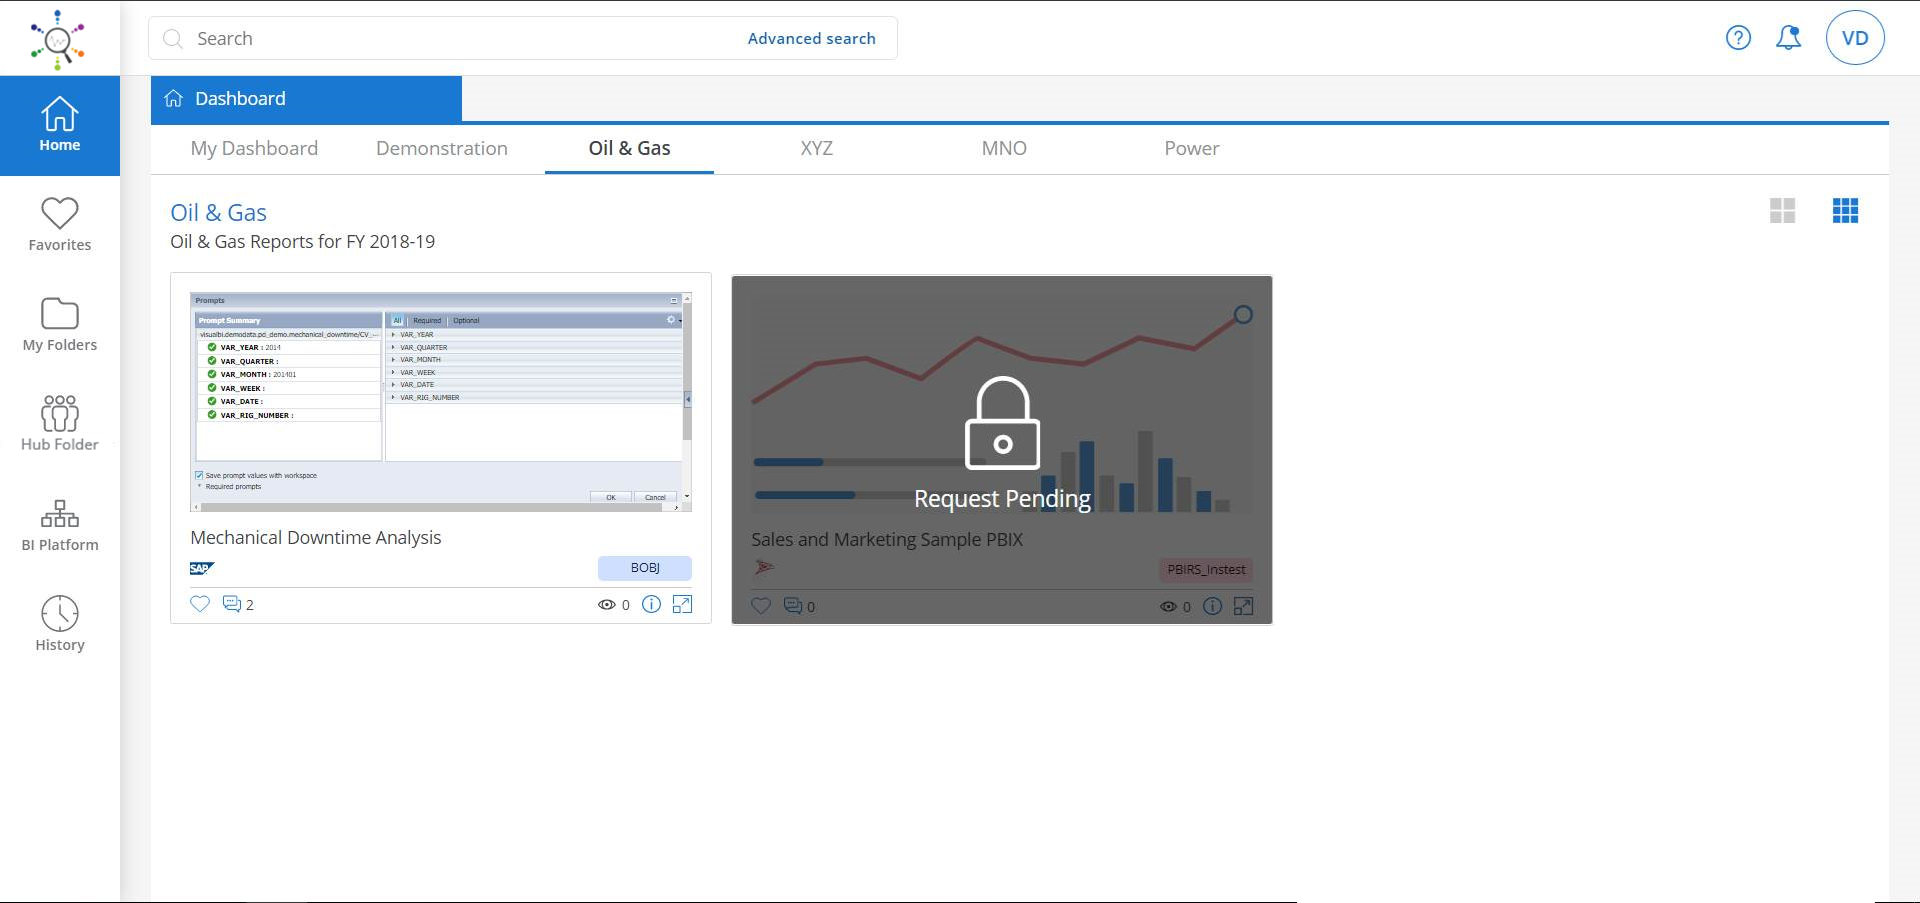 Search
Advanced search
?
VD
Dashboard
Home
My Dashboard
Demonstration
Oil & Gas
XYZ
MNO
Power
Favorites
My Folders
Hub Folder
BI Platform
History
Oil & Gas
Oil & Gas Reports for FY 2018-19
Prompts
Prompt Summary
visualbi.demodata.pd_demo.mechanical_downtime/CV_...
VAR_YEAR : 2014
VAR_QUARTER :
VAR_MONTH : 201401
VAR_WEEK :
VAR_DATE :
VAR_RIG_NUMBER :
All
Required
Optional
VAR_YEAR
VAR_QUARTER
VAR_MONTH
VAR_WEEK
VAR_DATE
VAR_RIG_NUMBER
Save prompt values with workspace
* Required prompts
OK
Cancel
Mechanical Downtime Analysis
SAP
BOBJ
2
0
Request Pending
Sales and Marketing Sample PBIX
PBIRS_Instest
0
0